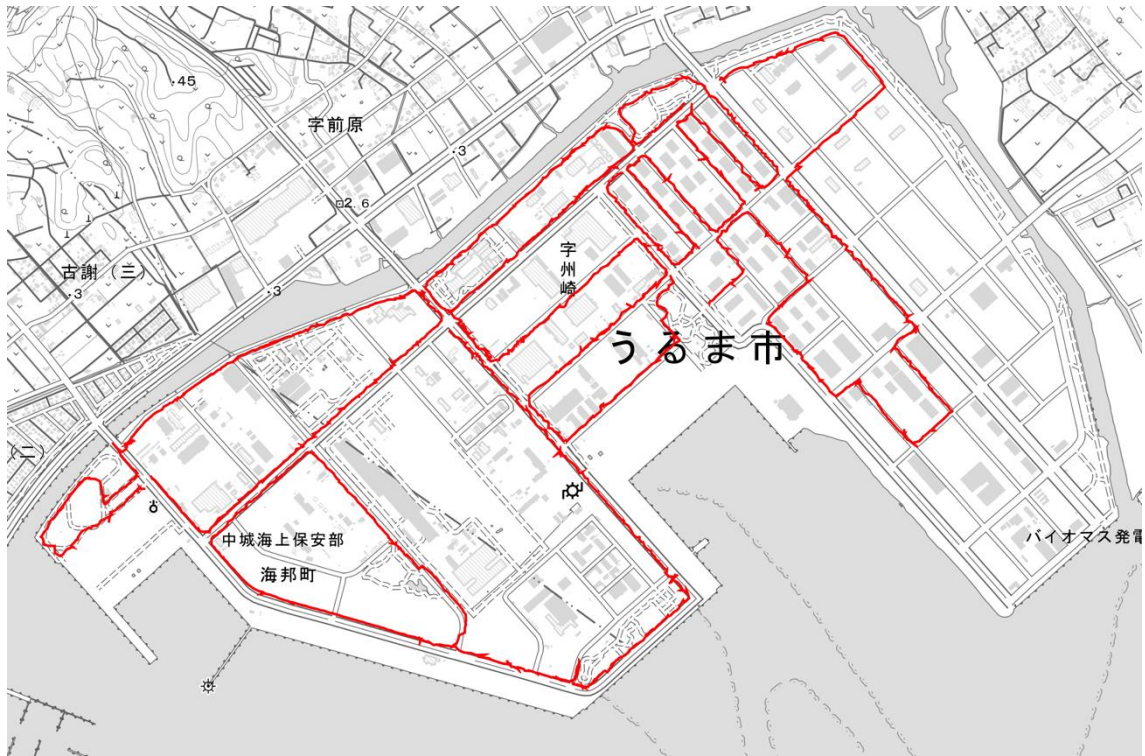 45
字前原
3
2.6
古謝(三)
3
3
字州崎
うるま市
(二)
中城海上保安部
海邦町
バイオマス発電